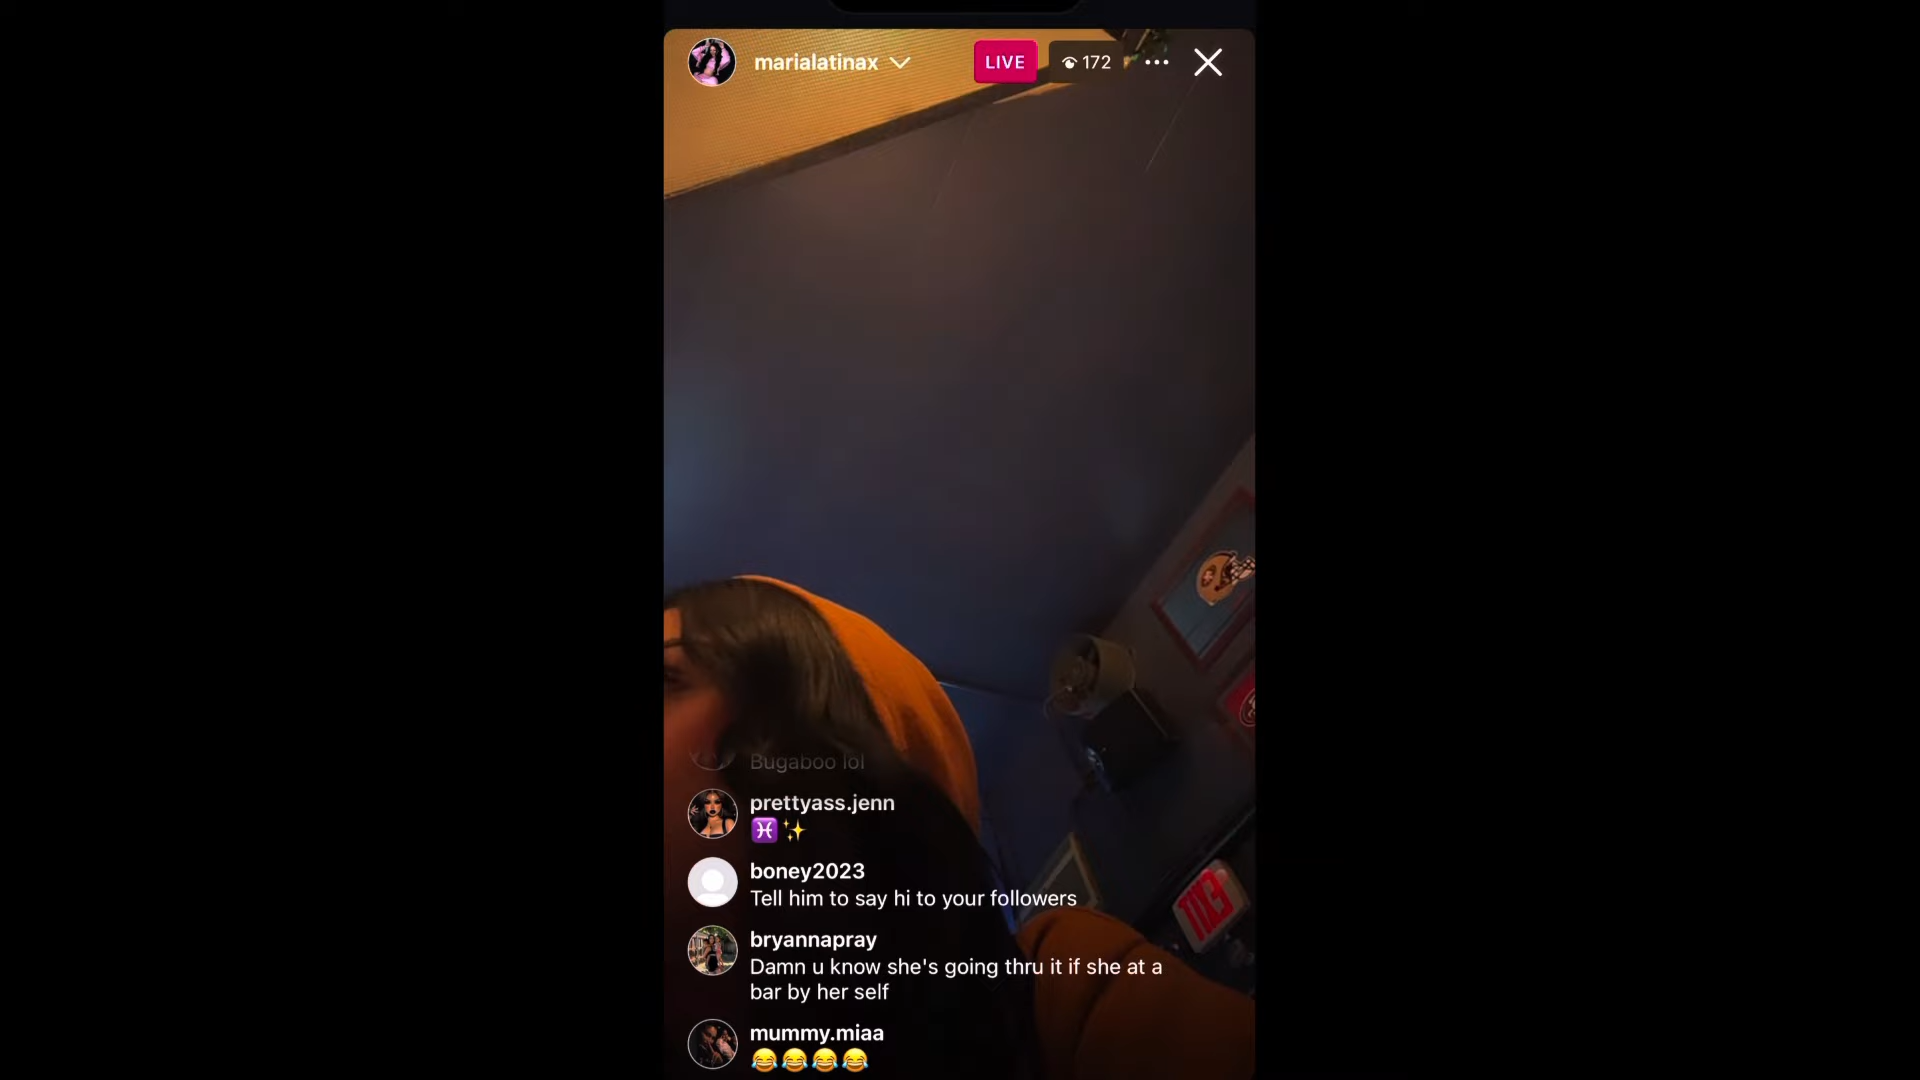 marialatinax
LIVE
172
Bugaboo lol
prettyass.jenn
♓✨
boney2023
Tell him to say hi to your followers
EXIT
bryannapray
Damn u know she's going thru it if she at a
bar by her self
mummy.miaa
😂😂😂😂